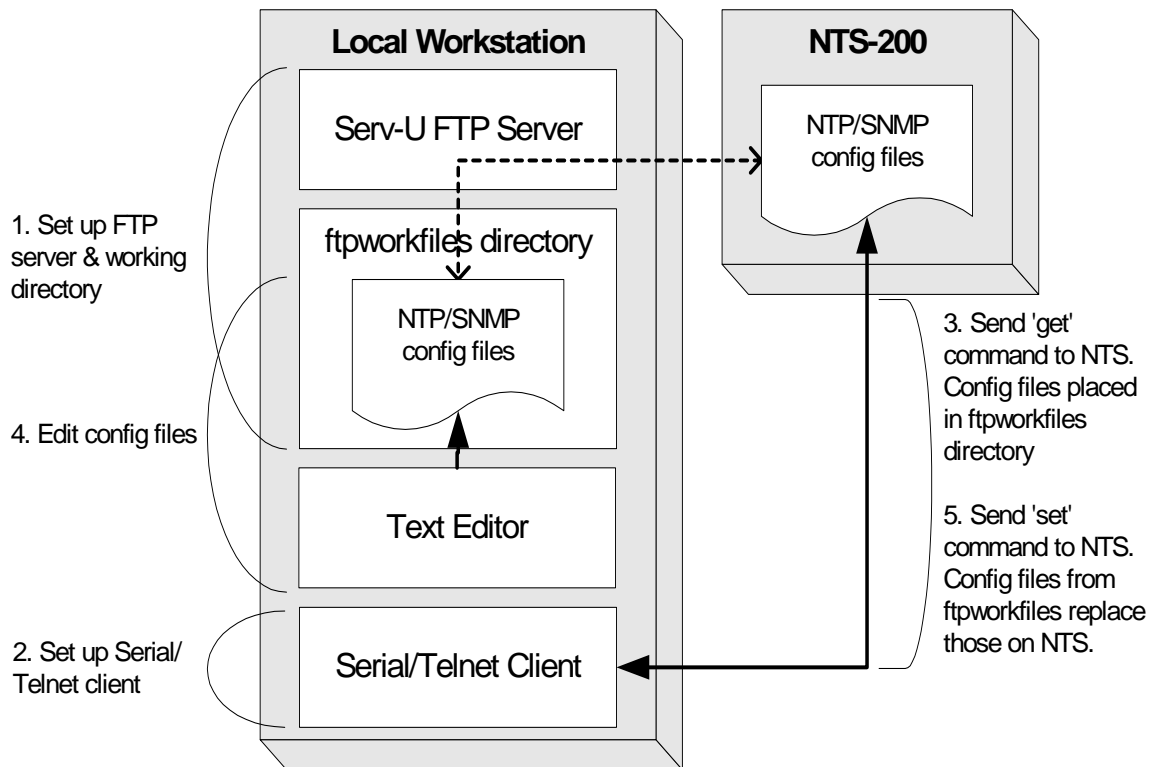 Local Workstation
NTS-200
Serv-U FTP Server
NTP/SNMP
config files
1. Set up FTP
server & working
directory
ftpworkfiles directory
NTP/SNMP
config files
3. Send 'get'
command to NTS.
Config files placed
in ftpworkfiles
directory
4. Edit config files
Text Editor
5. Send 'set'
command to NTS.
Config files from
ftpworkfiles replace
those on NTS.
2. Set up Serial/
Telnet client
Serial/Telnet Client